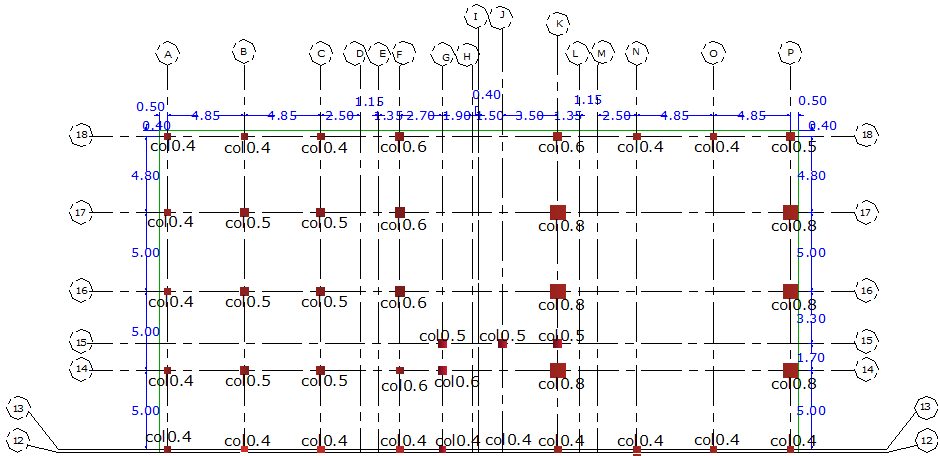 I J
K
A B C D E F G H L M N O P
0.40
1.15 1.15
0.50 0.50
4.85 4.85 2.50 1.35 2.70 1.90 1.50 3.50 1.35 2.50 4.85 4.85
0.40 0.40
18 18
col0.4 col0.4 col0.4 col0.6 col0.6 col0.4 col0.4 col0.5
4.80 4.80
17 17
col0.4 col0.5 col0.5 col0.6 col0.8 col0.8
5.00 5.00
16 16
col0.4 col0.5 col0.5 col0.6 col0.8 col0.8
3.30
5.00 col0.5 col0.5 col0.5
15 15
1.70
14 14
col0.4 col0.5 col0.5 col0.6 col0.6 col0.8 col0.8
5.00 5.00
13 13
12 col0.4 col0.4 col0.4 col0.4 col0.4 col0.4 col0.4 col0.4 col0.4 col0.4 12